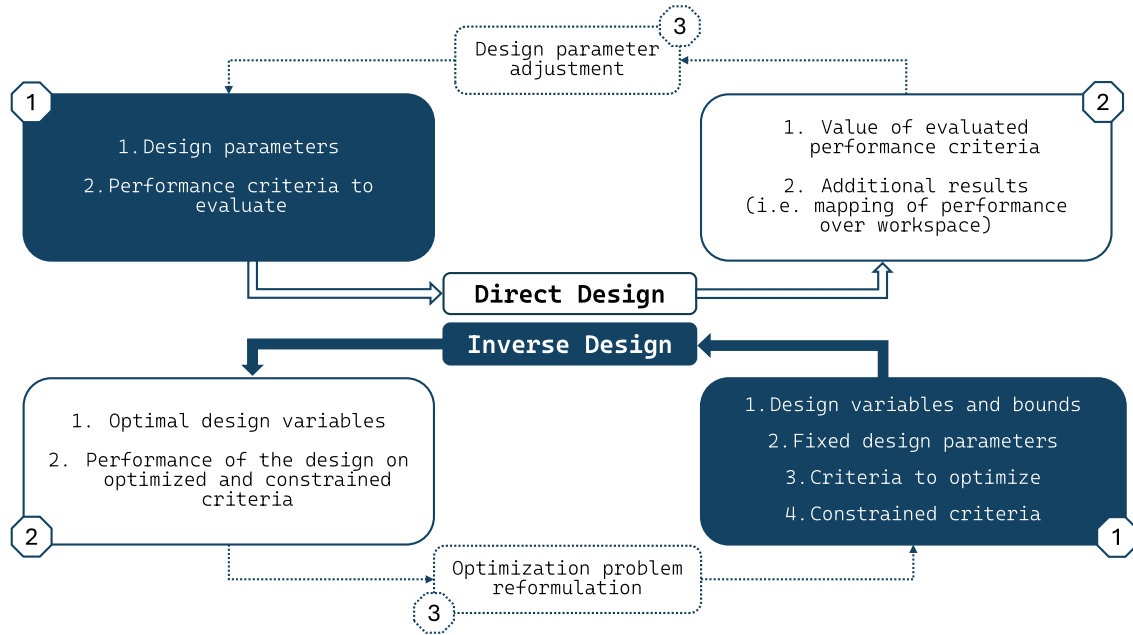 3
Design parameter
adjustment
1
1.Design parameters
2.Performance criteria to
evaluate
2
1. Value of evaluated
performance criteria
2. Additional results
(i.e. mapping of performance
over workspace)
Direct Design
Inverse Design
1. Optimal design variables
2. Performance of the design on
optimized and constrained
criteria
2
1.Design variables and bounds
2.Fixed design parameters
3.Criteria to optimize
4.Constrained criteria
1
Optimization problem
reformulation
3